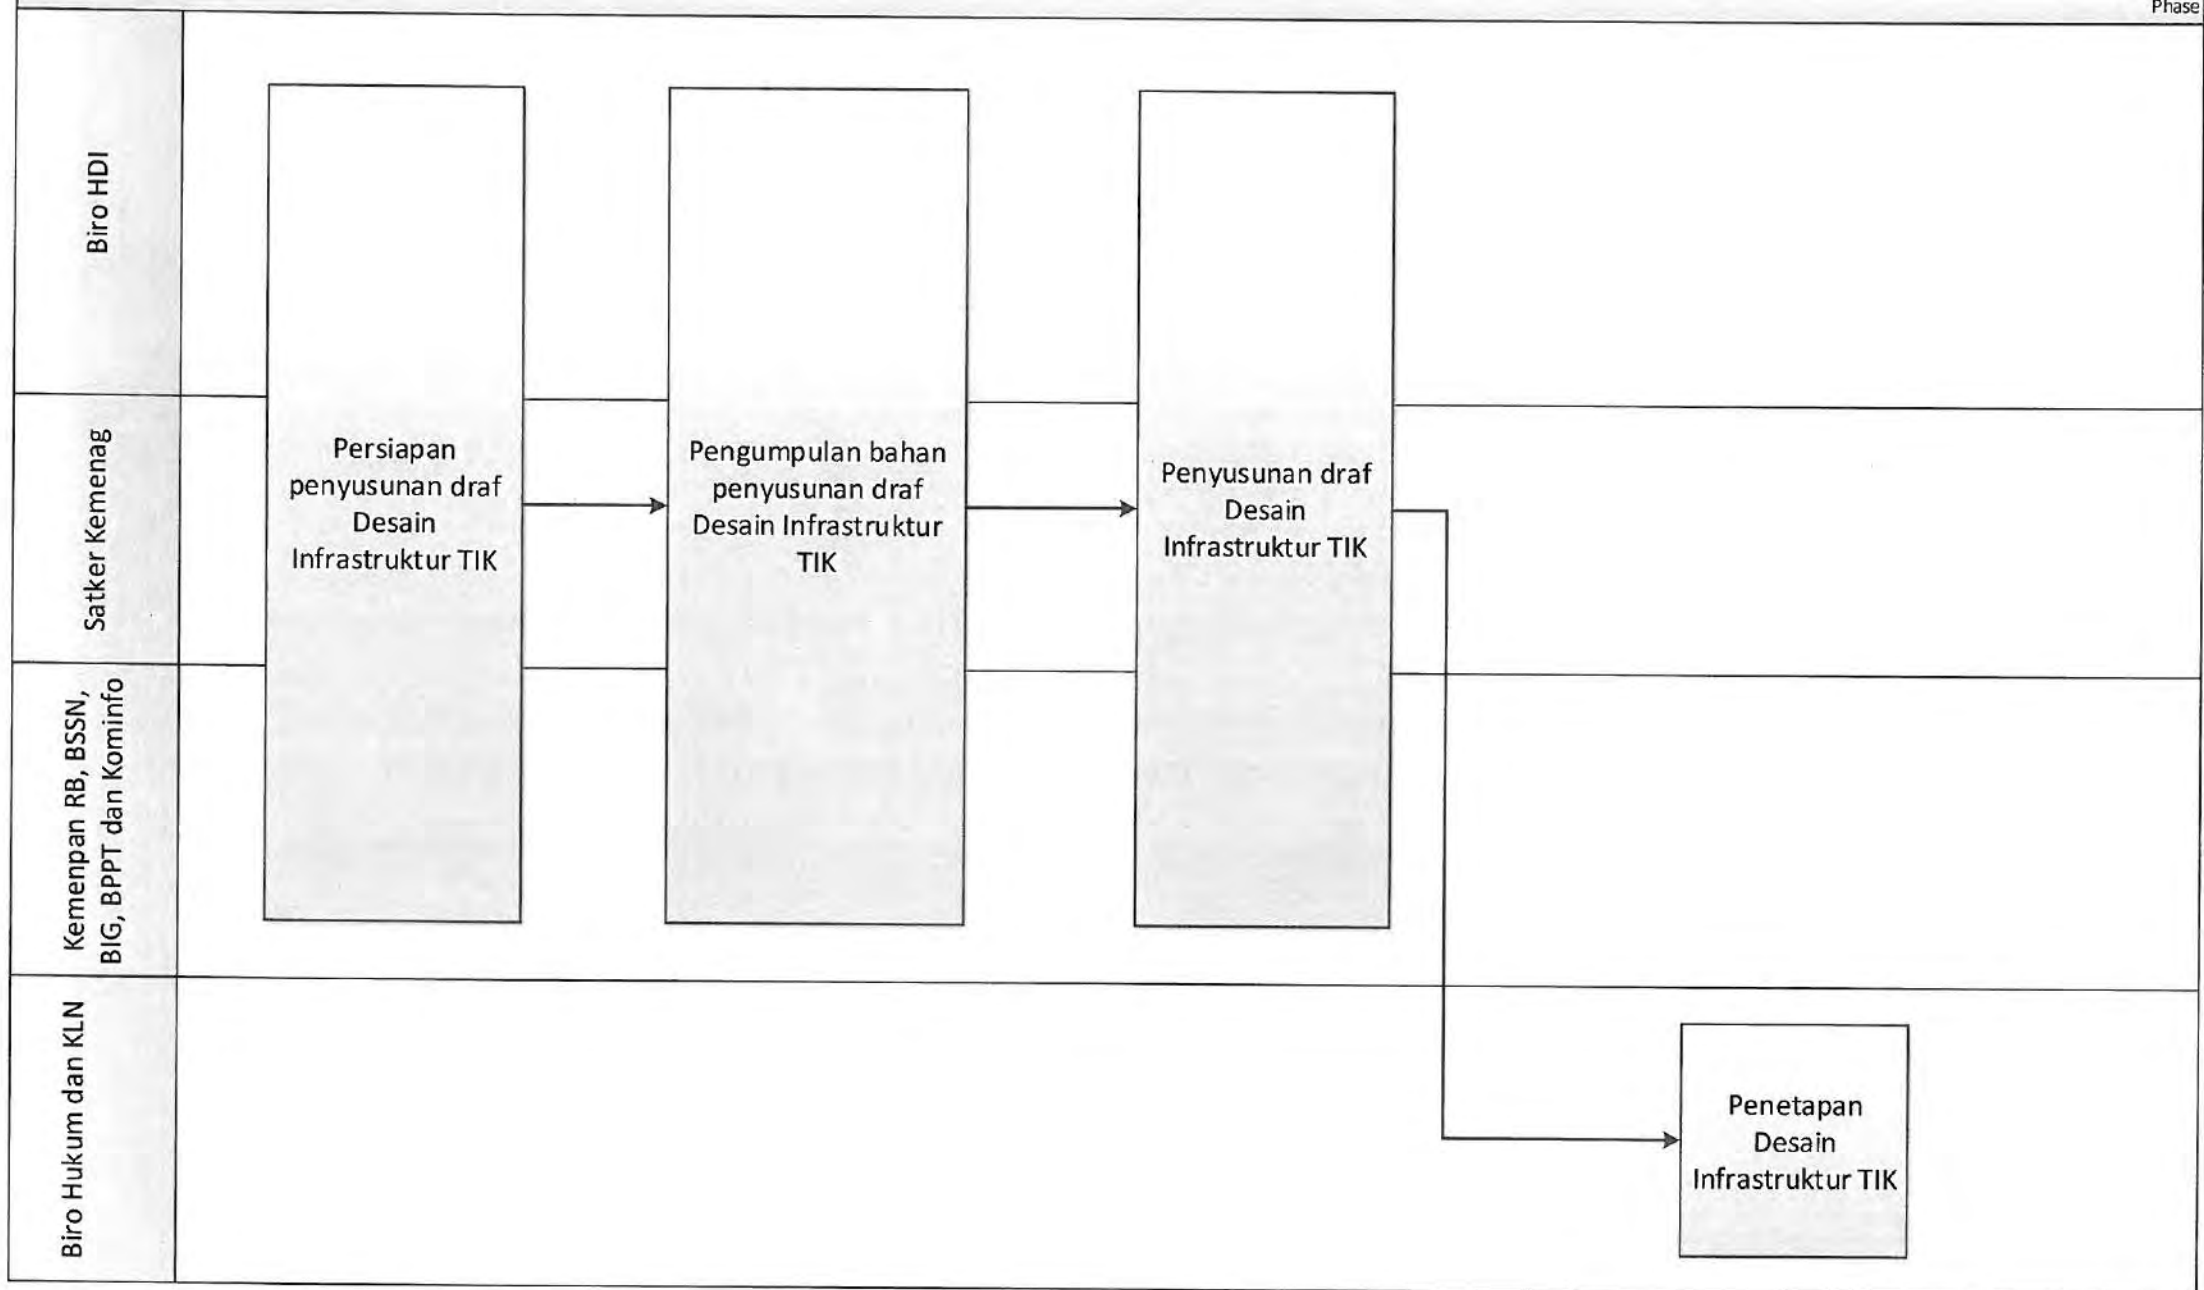 Phase
Biro HDI
Satker Kemenag
Kemenpan RB, BSSN,
BIG, BPPT dan Kominfo
Biro Hukum dan KLN
Persiapan
penyusunan draf
Desain
Infrastruktur TIK
Pengumpulan bahan
penyusunan draf
Desain Infrastruktur
TIK
Penyusunan draf
Desain
Infrastruktur TIK
Penetapan
Desain
Infrastruktur TIK